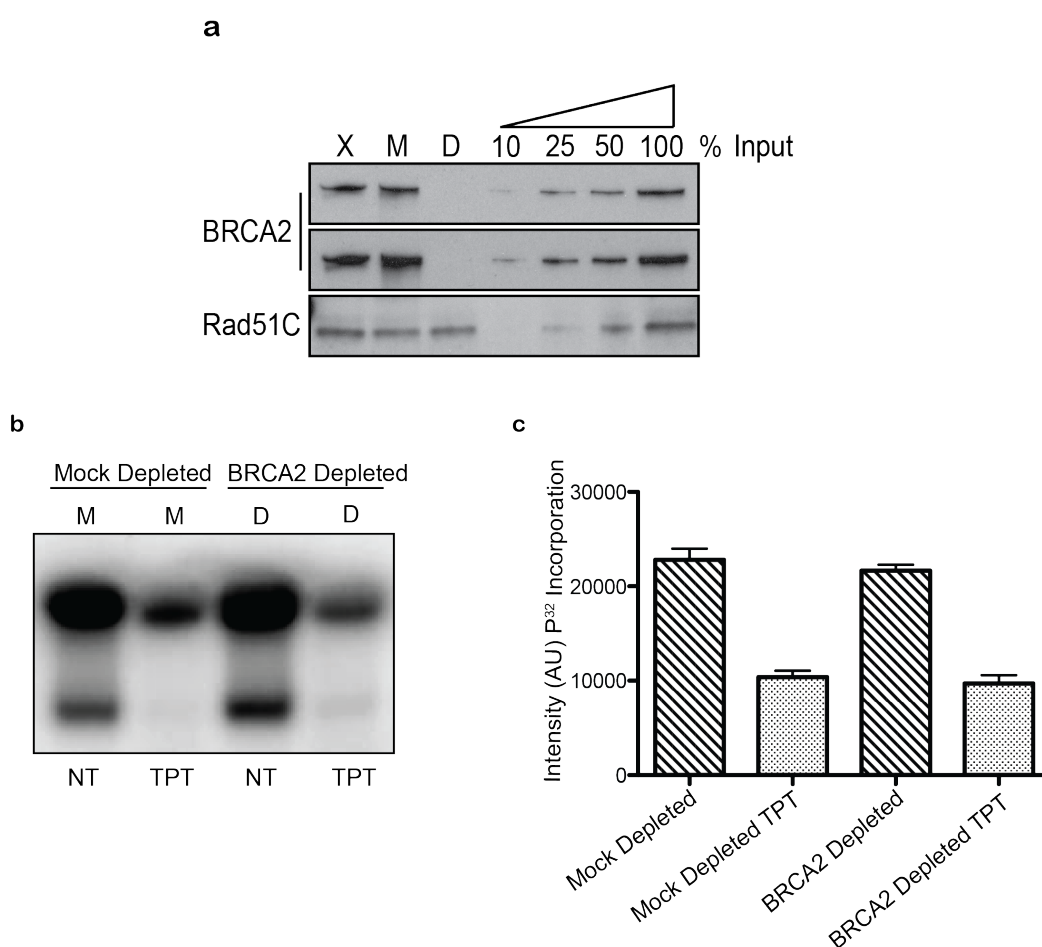 a
X M D 10 25 50 100 % Input
BRCA2
Rad51C
b
Mock Depleted BRCA2 Depleted
M M D D
NT TPT NT TPT
c
Intensity (AU) P³² Incorporation
30000
20000
10000
0
Mock Depleted
Mock Depleted TPT
BRCA2 Depleted
BRCA2 Depleted TPT